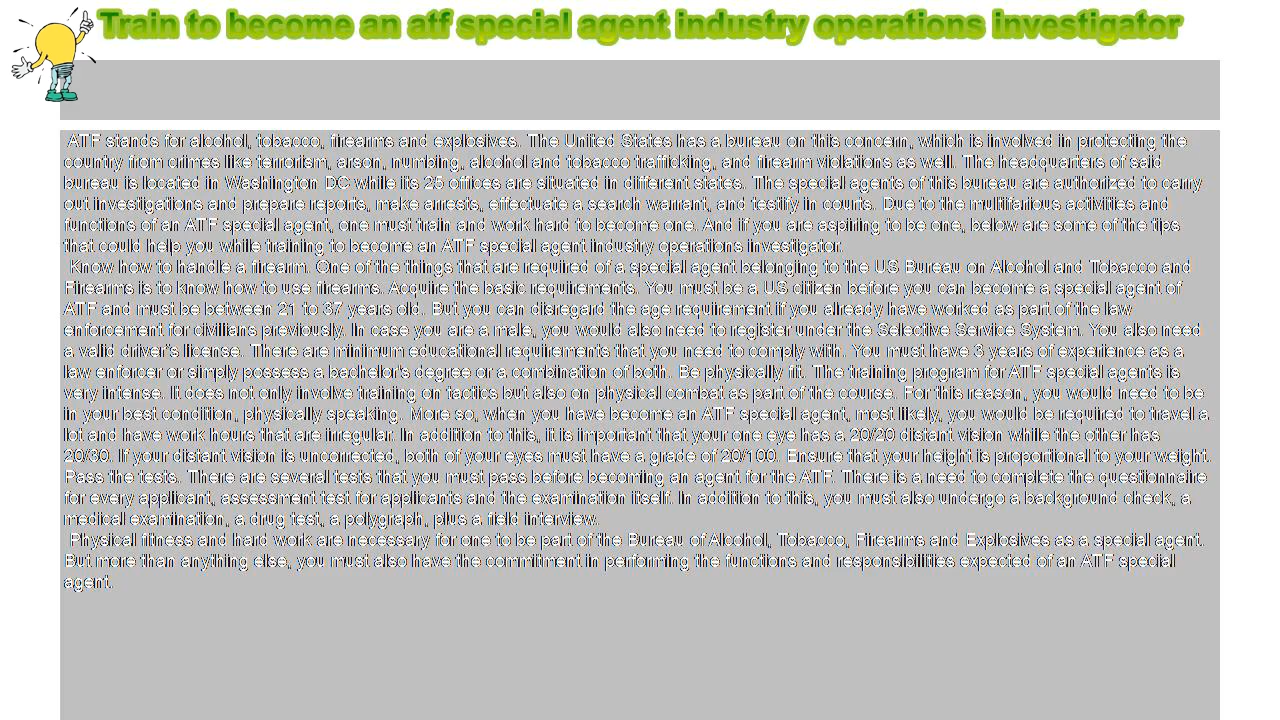 Train to become an atf special agent industry operations investigator
ATF stands for alcohol, tobacco, firearms and explosives. The United States has a bureau on this concern, which is involved in protecting the
country from crimes like terrorism, arson, numbing, alcohol and tobacco trafficking, and firearm violations as well. The headquarters of said
bureau is located in Washington DC while its 25 offices are situated in different states. The special agents of this bureau are authorized to carry
out investigations and prepare reports, make arrests, effectuate a search warrant, and testify in courts. Due to the multifarious activities and
functions of an ATF special agent, one must train and work hard to become one. And if you are aspiring to be one, below are some of the tips
that could help you while training to become an ATF special agent industry operations investigator.
Know how to handle a firearm. One of the things that are required of a special agent belonging to the US Bureau on Alcohol and Tobacco and
Firearms is to know how to use firearms. Acquire the basic requirements. You must be a US citizen before you can become a special agent of
ATF and must be between 21 to 37 years old. But you can disregard the age requirement if you already have worked as part of the law
enforcement for civilians previously. In case you are a male, you would also need to register under the Selective Service System. You also need
a valid driver's license. There are minimum educational requirements that you need to comply with. You must have 3 years of experience as a
law enforcer or simply possess a bachelor's degree or a combination of both. Be physically fit. The training program for ATF special agents is
very intense. It does not only involve training on tactics but also on physical combat as part of the course. For this reason, you would need to be
in your best condition, physically speaking. More so, when you have become an ATF special agent, most likely, you would be required to travel a
lot and have work hours that are irregular. In addition to this, it is important that your one eye has a 20/20 distant vision while the other has
20/30. If your distant vision is uncorrected, both of your eyes must have a grade of 20/100. Ensure that your height is proportional to your weight.
Pass the tests. There are several tests that you must pass before becoming an agent for the ATF. There is a need to complete the questionnaire
for every applicant, assessment test for applicants and the examination itself. In addition to this, you must also undergo a background check, a
medical examination, a drug test, a polygraph, plus a field interview.
Physical fitness and hard work are necessary for one to be part of the Bureau of Alcohol, Tobacco, Firearms and Explosives as a special agent.
But more than anything else, you must also have the commitment in performing the functions and responsibilities expected of an ATF special
agent.